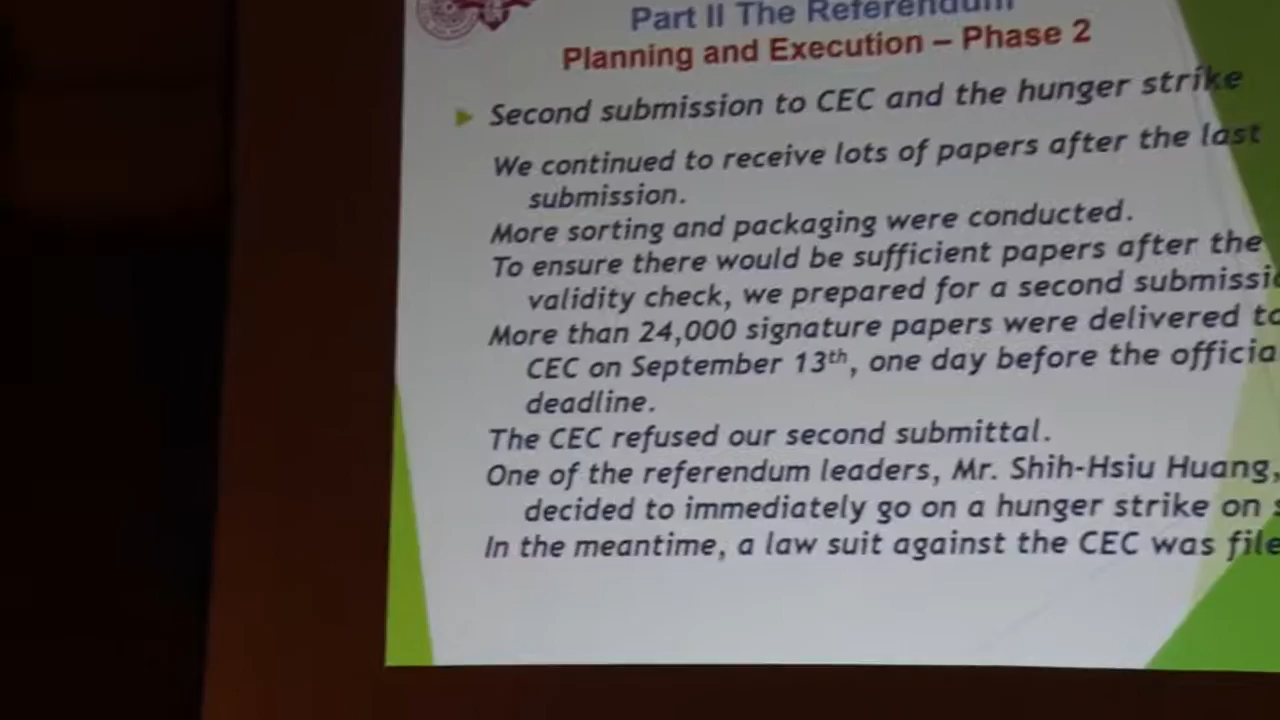 Part II The Referendum
Planning and Execution – Phase 2
Second submission to CEC and the hunger strike
We continued to receive lots of papers after the last
submission.
More sorting and packaging were conducted.
To ensure there would be sufficient papers after the
validity check, we prepared for a second submissio
More than 24,000 signature papers were delivered to
CEC on September 13th, one day before the officia
deadline.
The CEC refused our second submittal.
One of the referendum leaders, Mr. Shih-Hsiu Huang,
decided to immediately go on a hunger strike on s
In the meantime, a law suit against the CEC was file